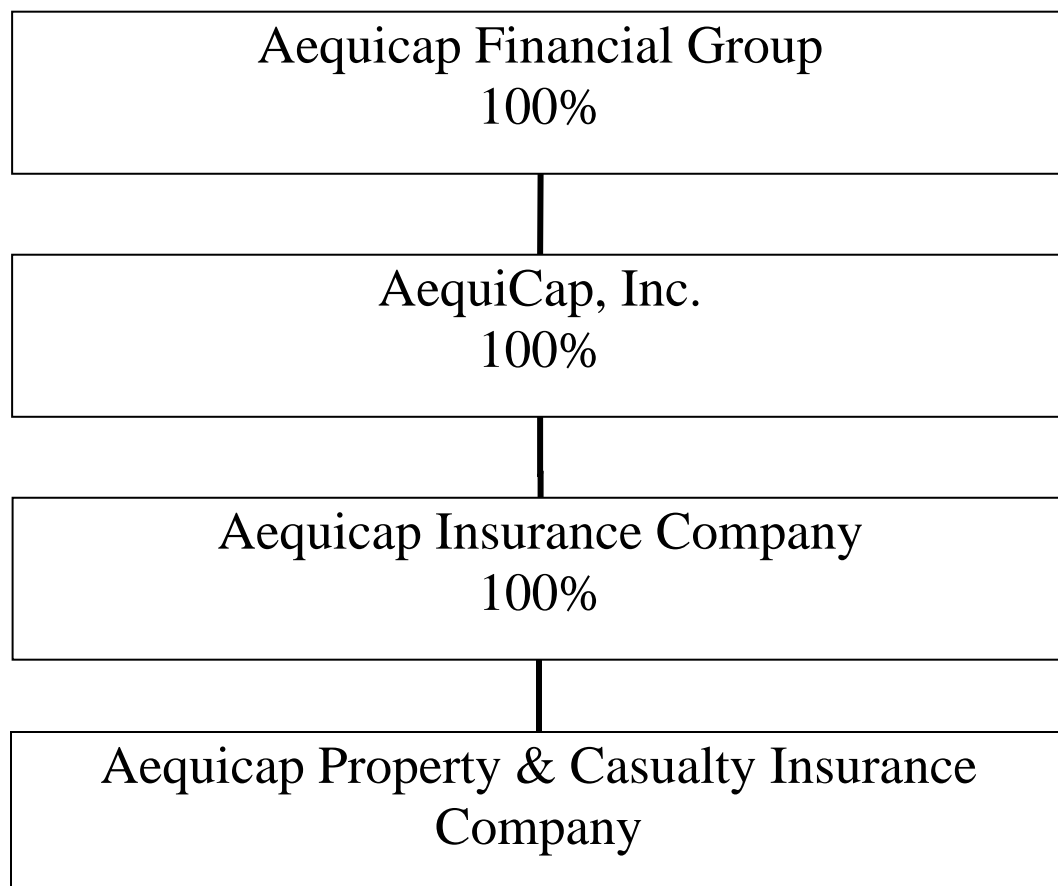 Aequicap Financial Group
100%
AequiCap, Inc.
100%
Aequicap Insurance Company
100%
Aequicap Property & Casualty Insurance
Company